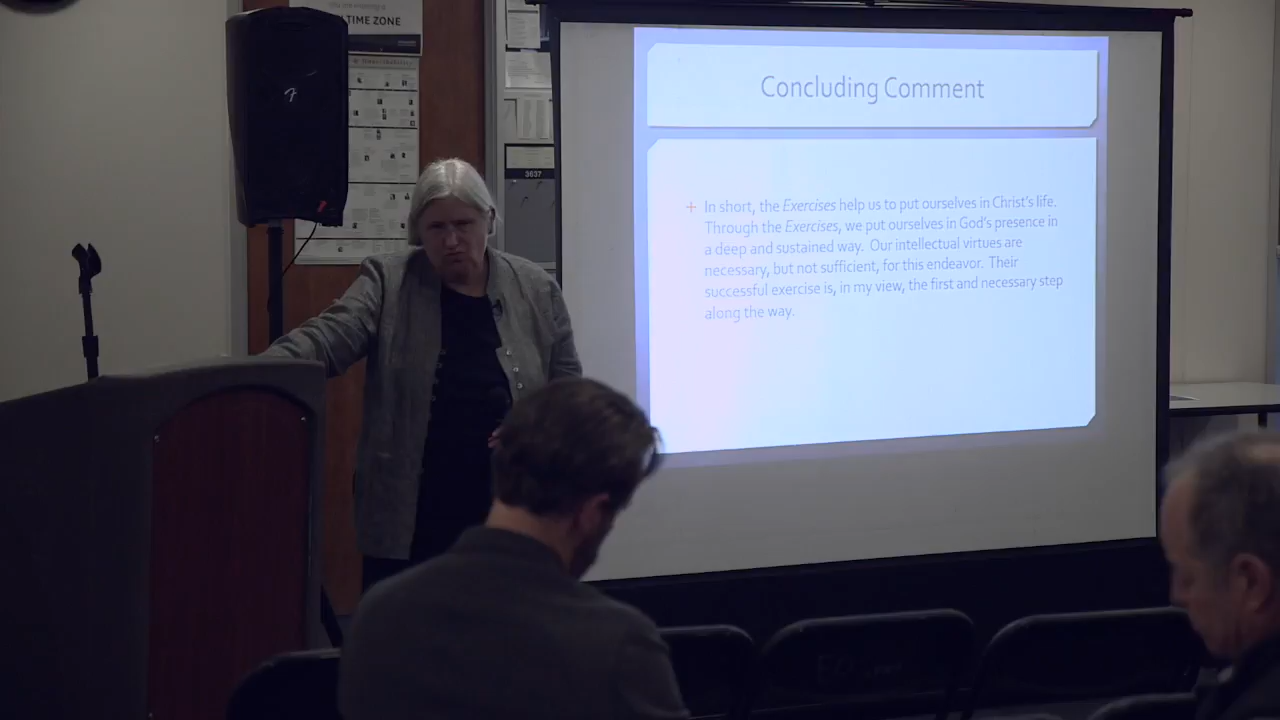 TIME ZONE
3637
Concluding Comment
+ In short, the Exercises help us to put ourselves in Christ's life.
Through the Exercises, we put ourselves in God's presence in
a deep and sustained way. Our intellectual virtues are
necessary, but not sufficient, for this endeavor. Their
successful exercise is, in my view, the first and necessary step
along the way.